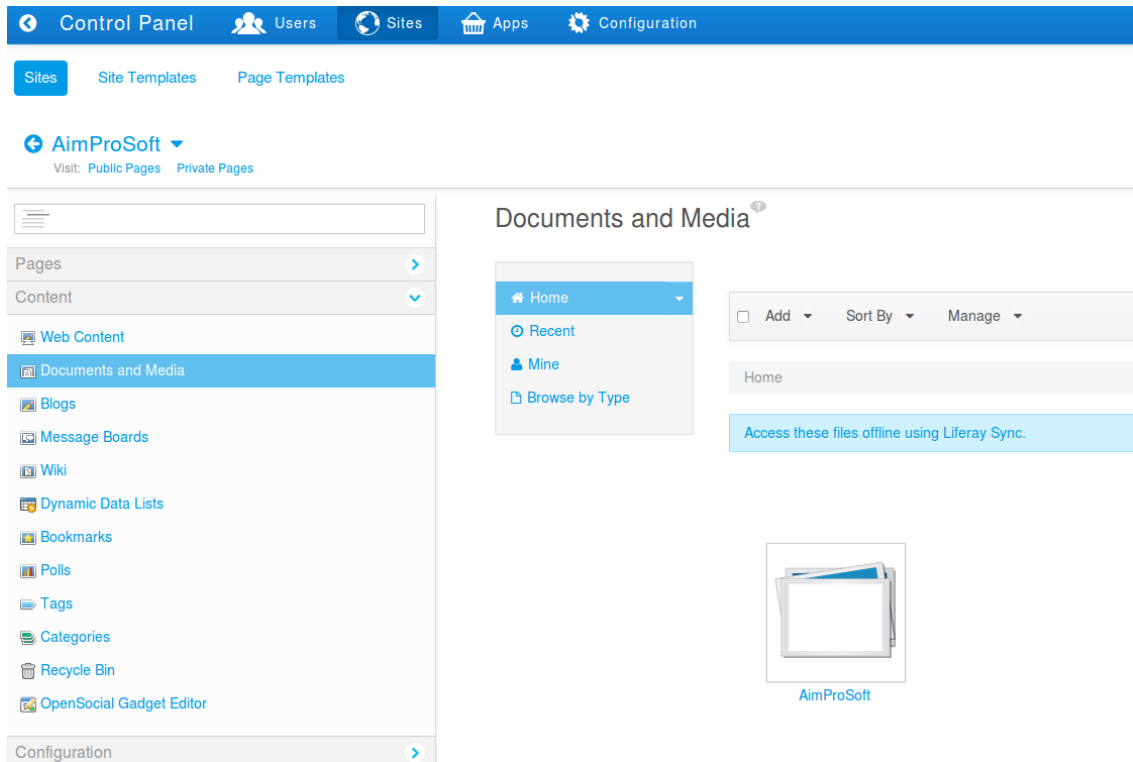 Control Panel Users Sites Apps Configuration
Sites Site Templates Page Templates
AimProSoft
Visit: Public Pages Private Pages
Pages
Content
Web Content
Documents and Media
Blogs
Message Boards
Wiki
Dynamic Data Lists
Bookmarks
Polls
Tags
Categories
Recycle Bin
OpenSocial Gadget Editor
Configuration
Documents and Media ?
Home
Recent
Mine
Browse by Type
Add Sort By Manage
Home
Access these files offline using Liferay Sync.
AimProSoft